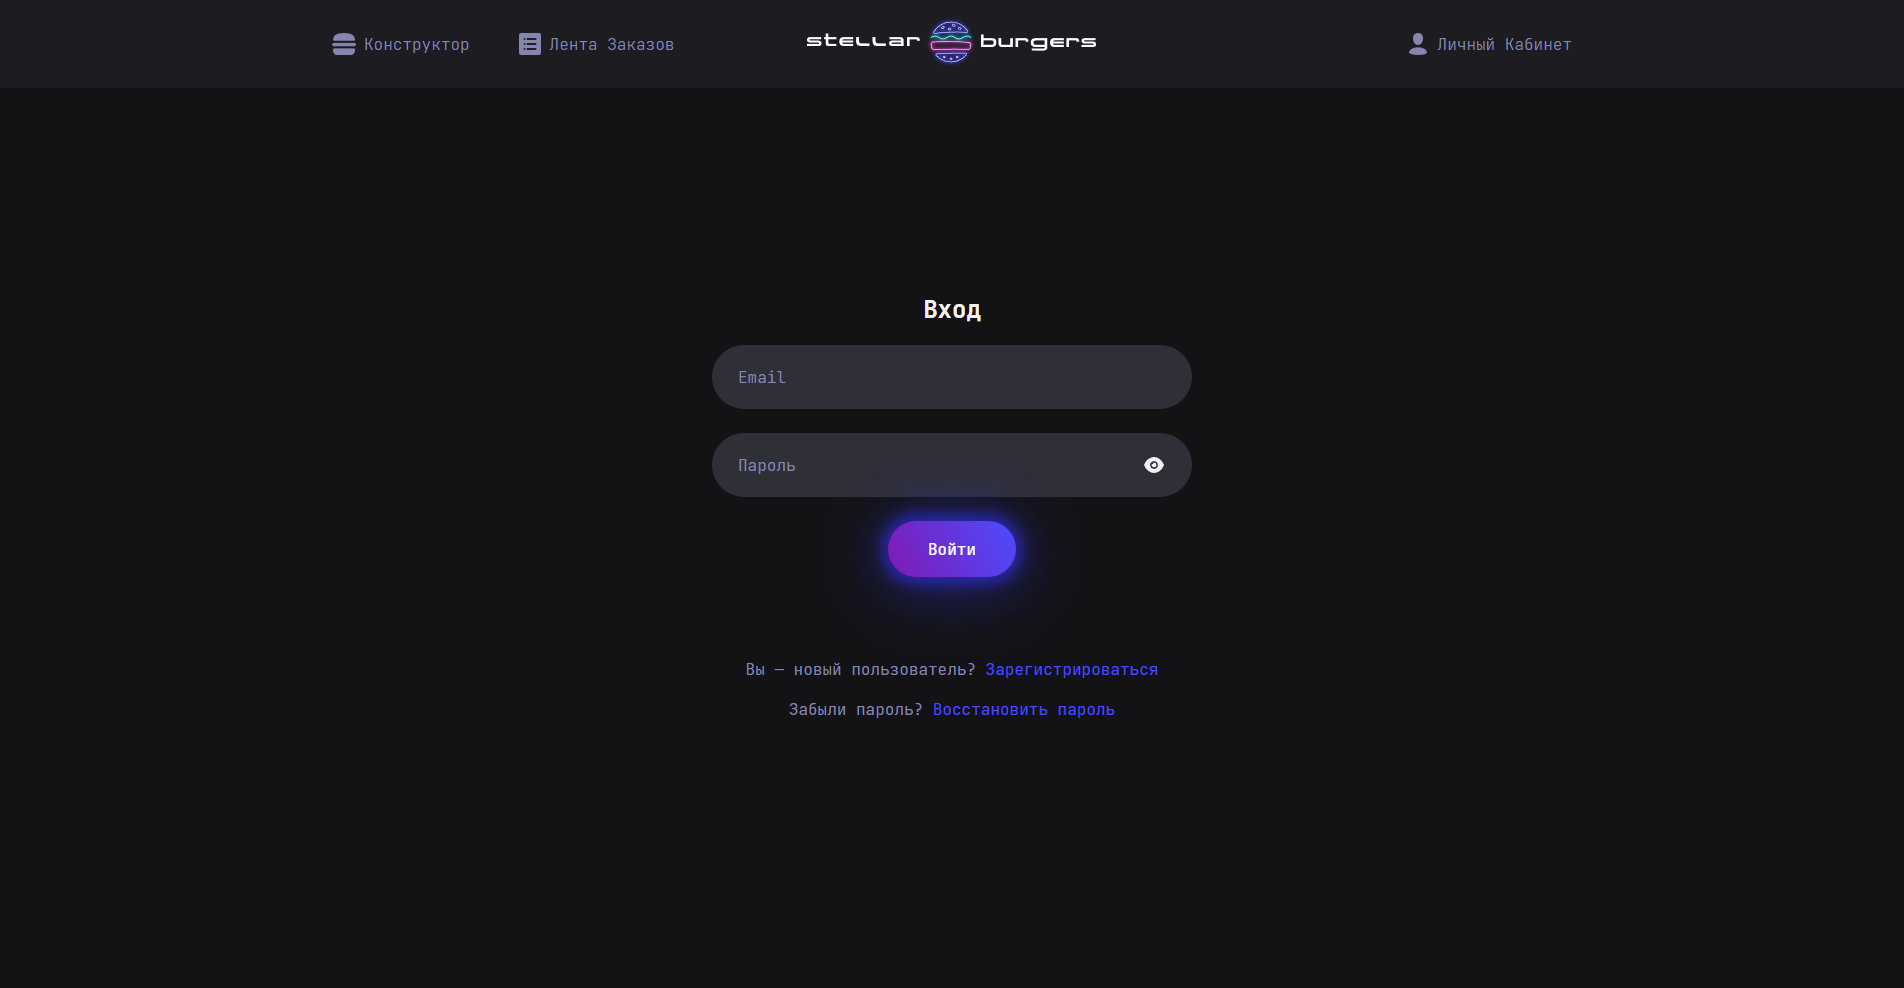 Конструктор
Лента Заказов
stellar burgers
Личный Кабинет
Вход
Email
Пароль
Войти
Вы — новый пользователь? Зарегистрироваться
Забыли пароль? Восстановить пароль